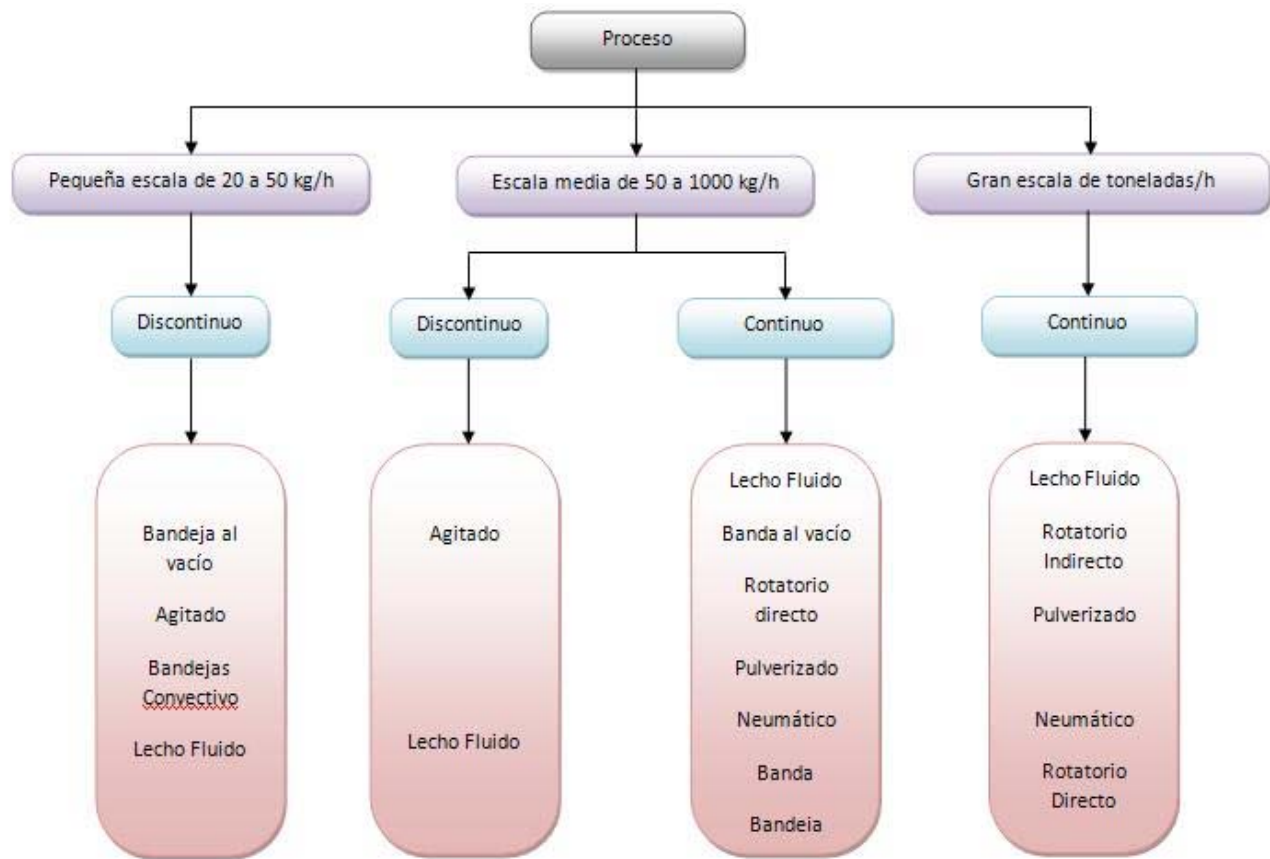 Proceso
Pequeña escala de 20 a 50 kg/h
Escala media de 50 a 1000 kg/h
Gran escala de toneladas/h
Discontinuo
Discontinuo
Continuo
Continuo
Bandeja al
vacío
Agitado
Bandejas
Convectivo
Lecho Fluido
Agitado
Lecho Fluido
Lecho Fluido
Banda al vacío
Rotatorio
directo
Pulverizado
Neumático
Banda
Bandeia
Lecho Fluido
Rotatorio
Indirecto
Pulverizado
Neumático
Rotatorio
Directo